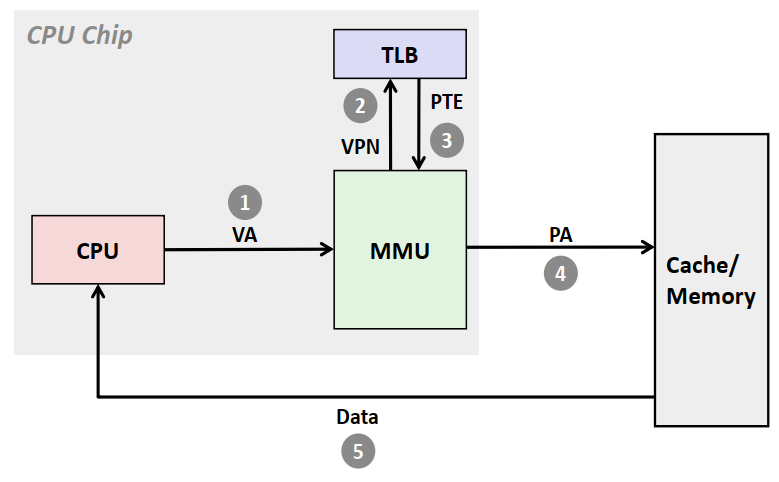 CPU Chip
TLB
2
PTE
VPN
3
1
VA
CPU
MMU
PA
4
Cache/
Memory
Data
5